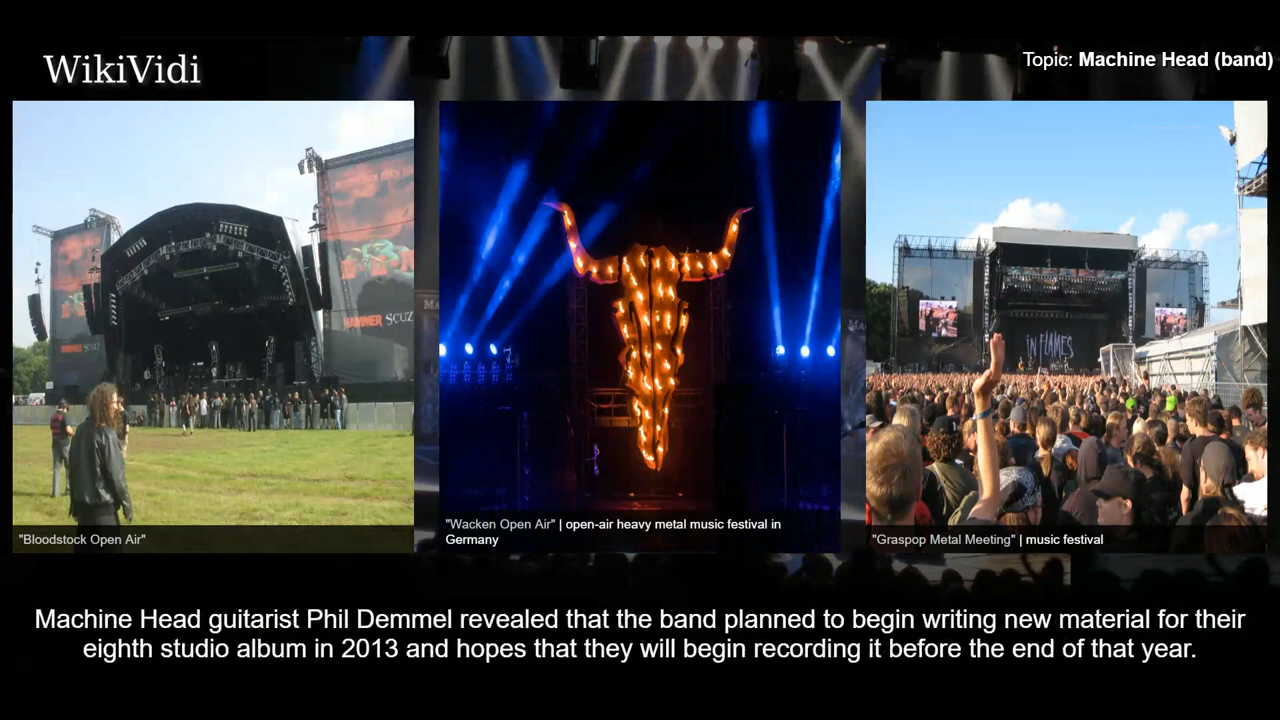 WikiVidi
Topic: Machine Head (band)
HAMMER SCUZ
IN FLAMES
"Bloodstock Open Air"
"Wacken Open Air" | open-air heavy metal music festival in
Germany
"Graspop Metal Meeting" | music festival
Machine Head guitarist Phil Demmel revealed that the band planned to begin writing new material for their
eighth studio album in 2013 and hopes that they will begin recording it before the end of that year.